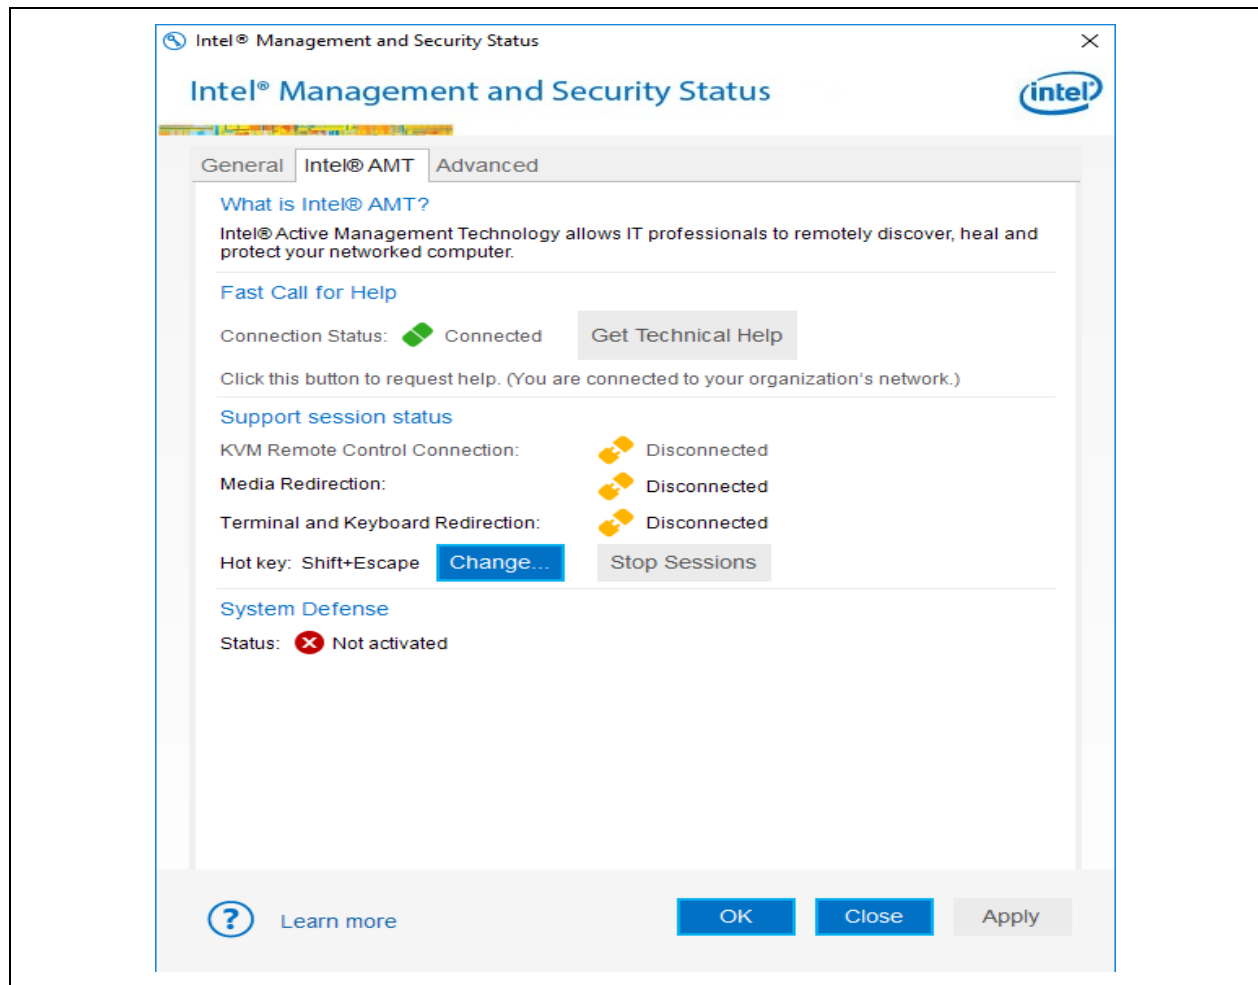 Intel® Management and Security Status
Intel® Management and Security Status
intel
General Intel® AMT Advanced
What is Intel® AMT?
Intel® Active Management Technology allows IT professionals to remotely discover, heal and
protect your networked computer.
Fast Call for Help
Connection Status: Connected Get Technical Help
Click this button to request help. (You are connected to your organization's network.)
Support session status
KVM Remote Control Connection: Disconnected
Media Redirection: Disconnected
Terminal and Keyboard Redirection: Disconnected
Hot key: Shift+Escape Change... Stop Sessions
System Defense
Status: Not activated
? Learn more OK Close Apply